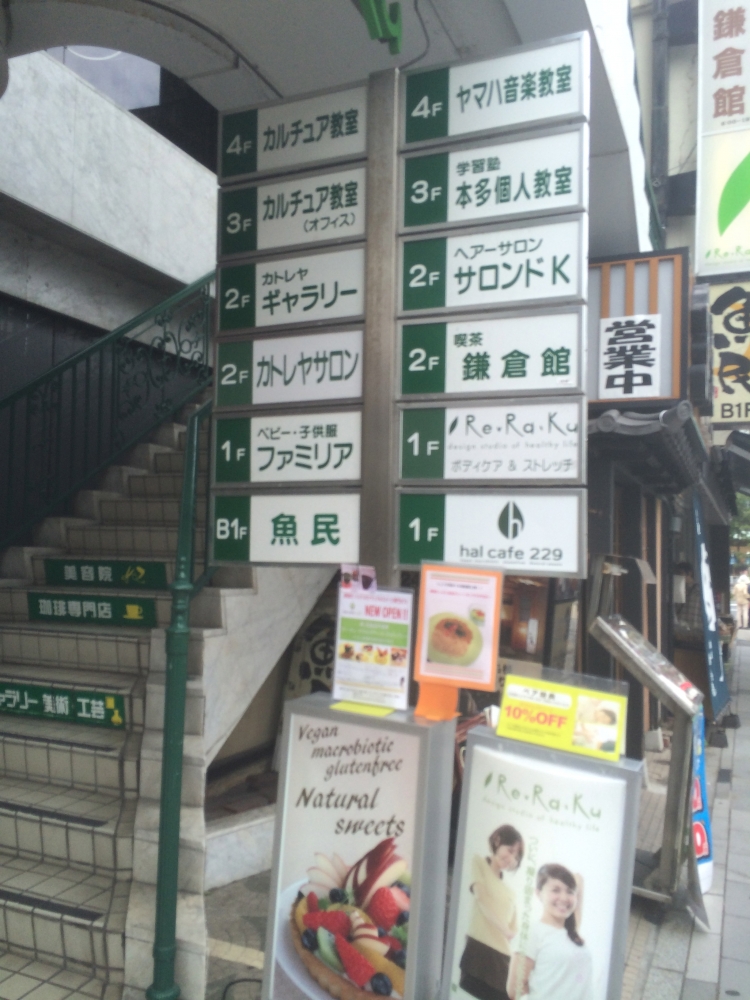 4F カルチュア教室
3F カルチュア教室
(オフィス)
カトレヤ
2F ギャラリー
2F カトレヤサロン
ベビー・子供服
1F ファミリア
B1F 魚民
4F ヤマハ音楽教室
学習塾
3F 本多個人教室
ヘアーサロン
2F サロンドK
喫茶
2F 鎌倉館
1F Re・Ra・Ku
design studio of healthy life
ボディケア & ストレッチ
1F hal cafe 229
鎌倉館
Re・Ra・Ku
魚民
B1F
営業中
美容院
珈琲専門店
ギャラリー 美術・工芸
NEW OPEN!!
10%OFF
Vegan
macrobiotic
glutenfree
Natural
sweets
Re・Ra・Ku
design studio of healthy life